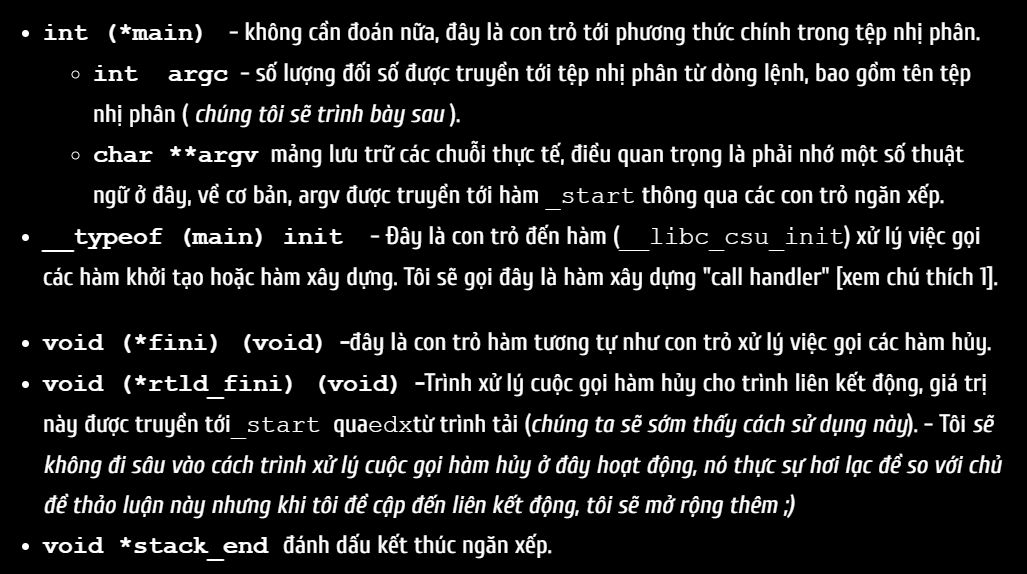 int (*main) - không cần đoán nữa, đây là con trỏ tới phương thức chính trong tệp nhị phân.
int argc - số lượng đối số được truyền tới tệp nhị phân từ dòng lệnh, bao gồm tên tệp
nhị phân ( chúng tôi sẽ trình bày sau ).
char **argv mảng lưu trữ các chuỗi thực tế, điều quan trọng là phải nhớ một số thuật
ngữ ở đây, về cơ bản, argv được truyền tới hàm _start thông qua các con trỏ ngăn xếp.
__typeof (main) init - Đây là con trỏ đến hàm (__libc_csu_init) xử lý việc gọi
các hàm khởi tạo hoặc hàm xây dựng. Tôi sẽ gọi đây là hàm xây dựng "call handler" [xem chú thích 1].
void (*fini) (void) -đây là con trỏ hàm tương tự như con trỏ xử lý việc gọi các hàm hủy.
void (*rtld_fini) (void) -Trình xử lý cuộc gọi hàm hủy cho trình liên kết động, giá trị
này được truyền tới_start quaedxtừ trình tải (chúng ta sẽ sớm thấy cách sử dụng này). - Tôi sẽ
không đi sâu vào cách trình xử lý cuộc gọi hàm hủy ở đây hoạt động, nó thực sự hơi lạc đề so với chủ
đề thảo luận này nhưng khi tôi đề cập đến liên kết động, tôi sẽ mở rộng thêm ;)
void *stack_end đánh dấu kết thúc ngăn xếp.